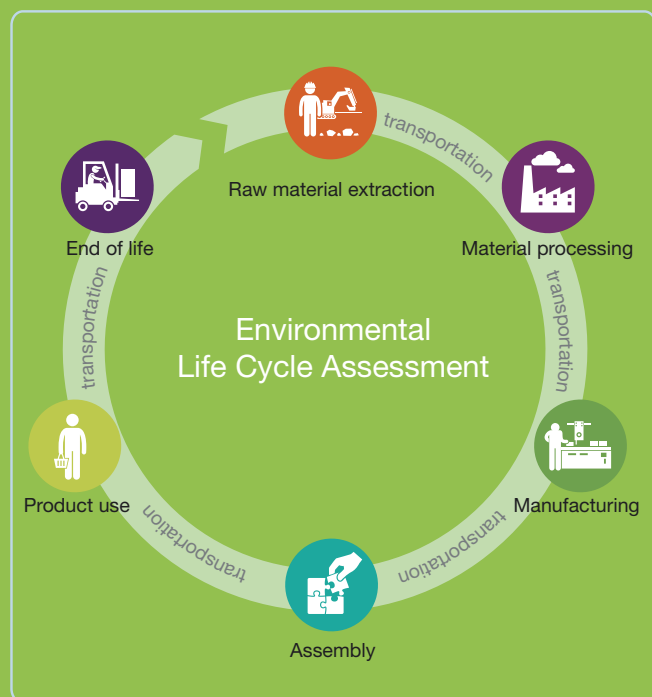 transportation
Raw material extraction
Material processing
transportation
Manufacturing
transportation
Assembly
transportation
Product use
transportation
End of life
Environmental
Life Cycle Assessment